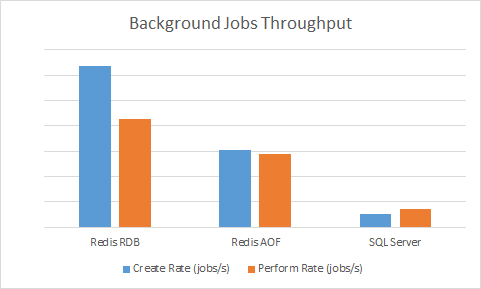 Background Jobs Throughput
Redis RDB Redis AOF SQL Server
Create Rate (jobs/s) Perform Rate (jobs/s)